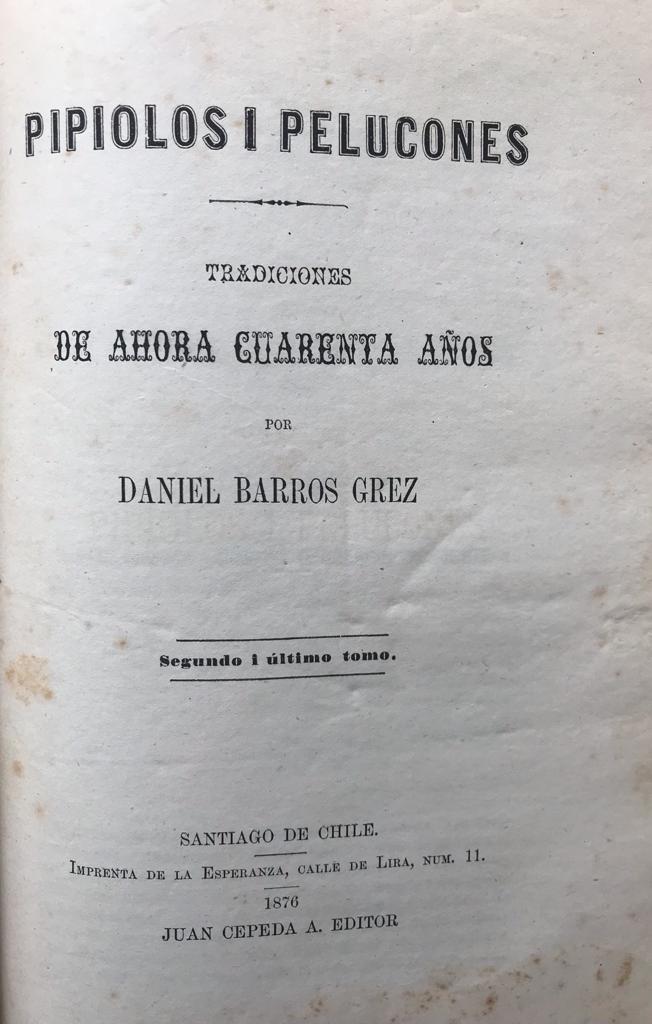 PIPIOLOS I PELUCONES
TRADICIONES
DE AHORA CUARENTA AÑOS
POR
DANIEL BARROS GREZ
Segundo i último tomo.
SANTIAGO DE CHILE.
IMPRENTA DE LA ESPERANZA, CALLE DE LIRA, NUM. 11.
1876
JUAN CEPEDA A. EDITOR